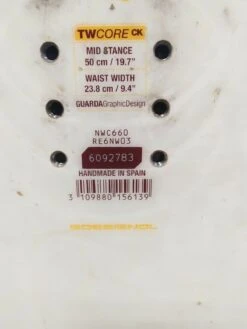 TWCORE CK
MID STANCE
50 cm / 19.7"
WAIST WIDTH
23.8 cm / 9.4"
GUARDAGraphicDesign
NWC660
RE6NW03
6092783
HANDMADE IN SPAIN
3 109880 156139